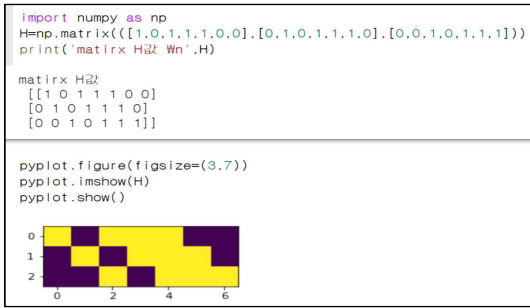 import numpy as np
H=np.matrix(([1,0,1,1,1,0,0],[0,1,0,1,1,1,0],[0,0,1,0,1,1,1]))
print('matirx H값 ₩n',H)
matirx H값
[[1 0 1 1 1 0 0]
[0 1 0 1 1 1 0]
[0 0 1 0 1 1 1]]
pyplot.figure(figsize=(3,7))
pyplot.imshow(H)
pyplot.show()
0
1
2
0 2 4 6